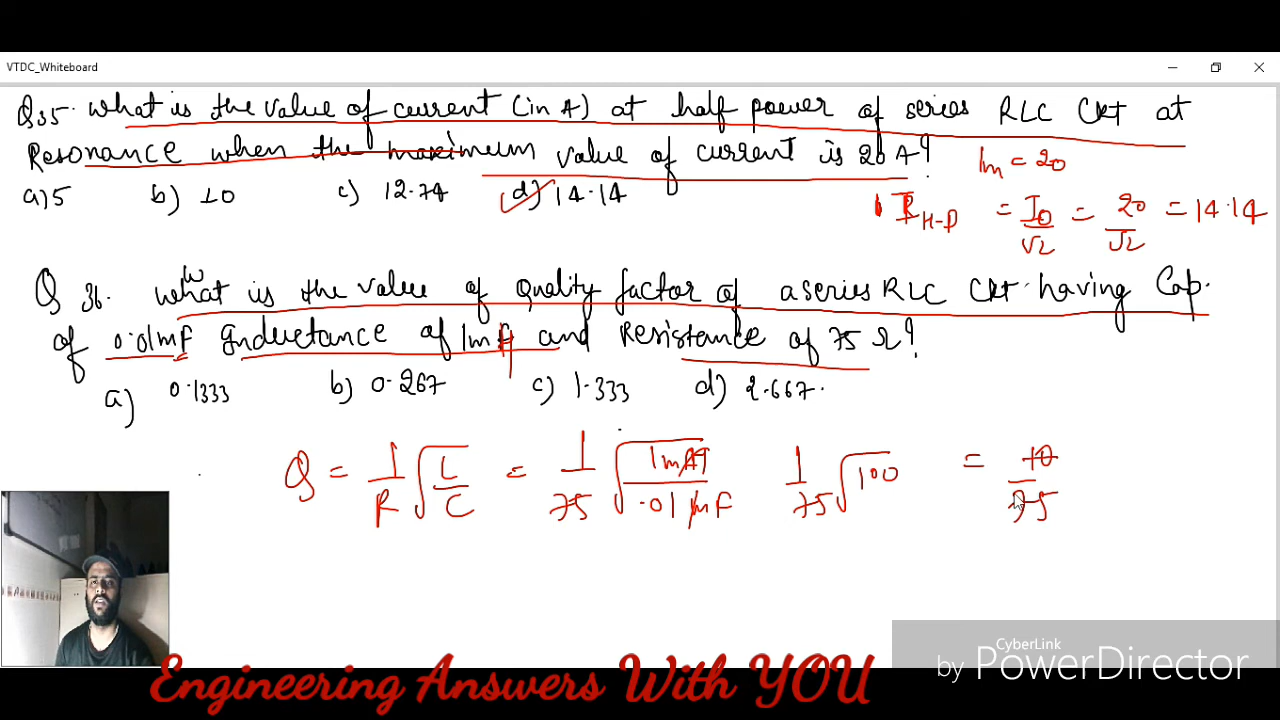 VTDC_Whiteboard
Q35. what is the value of current (in A) at half power of series RLC Ckt at
Resonance when the maximum value of current is 20 A?
Im = 20
a) 5 b) 10 c) 12.74 d) 14.14
I H-P = I0/√2 = 20/√2 = 14.14
Q 36. what is the value of Quality factor of a series RLC Ckt. having Cap.
of 0.01mF Inductance of 1mH and Resistance of 75 Ω?
a) 0.1333 b) 0.267 c) 1.333 d) 2.667.
Q = 1/R √L/C = 1/75 √1mH/.01mF 1/75 √100 = 10/75
CyberLink
by PowerDirector
Engineering Answers With YOU